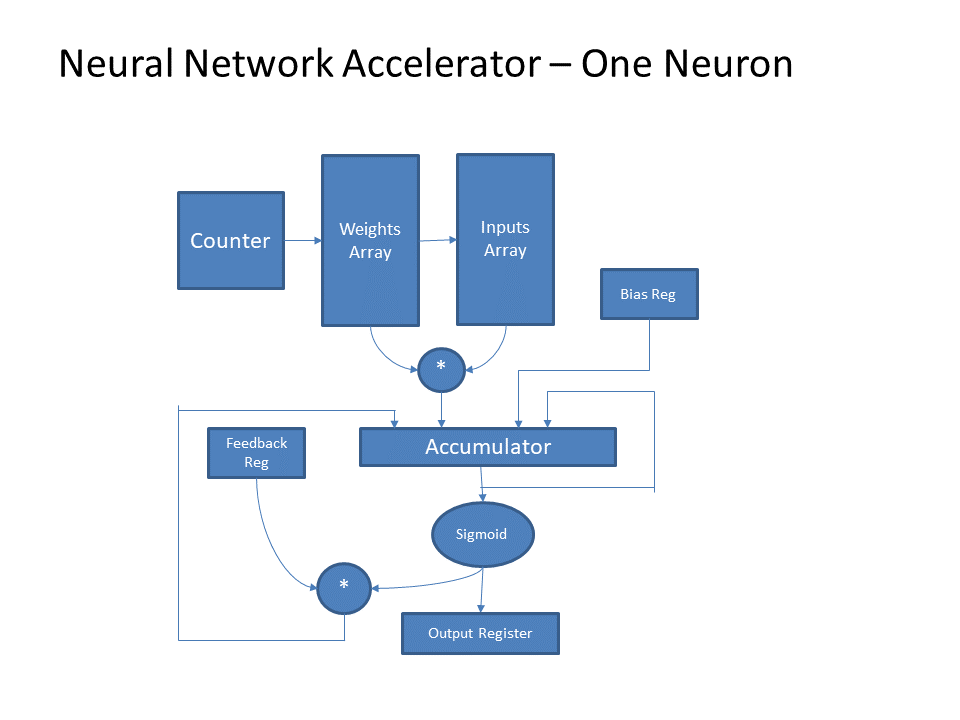 Neural Network Accelerator – One Neuron
Counter
Weights
Array
Inputs
Array
Bias Reg
*
Feedback
Reg
Accumulator
Sigmoid
*
Output Register